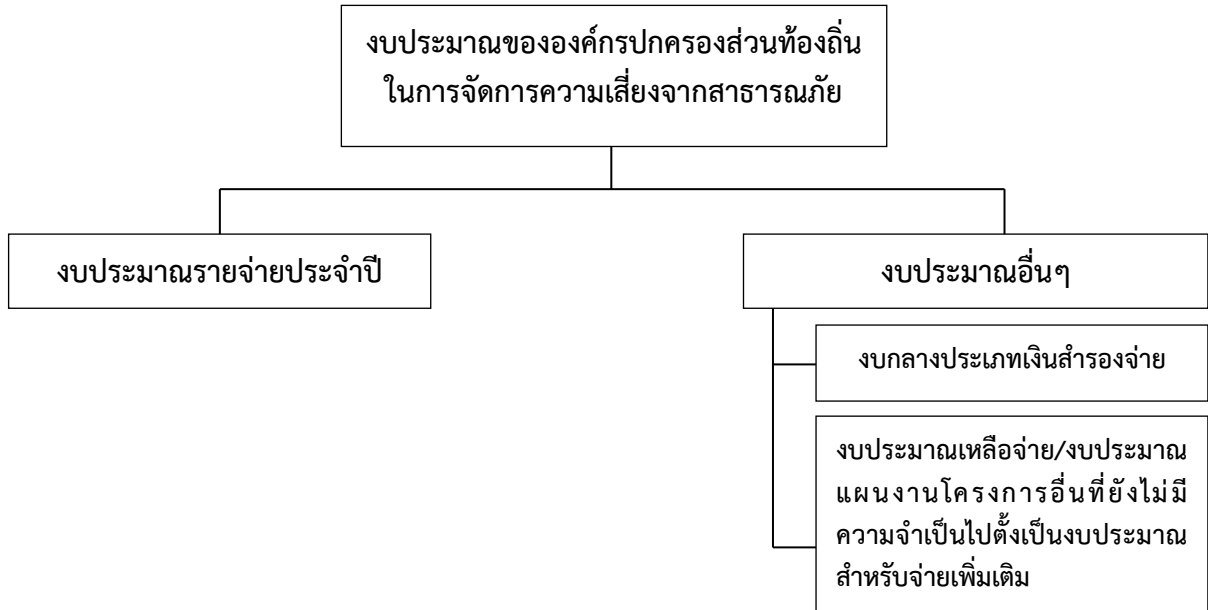 งบประมาณขององค์กรปกครองส่วนท้องถิ่น
ในการจัดการความเสี่ยงจากสาธารณภัย
งบประมาณรายจ่ายประจำปี
งบประมาณอื่นๆ
งบกลางประเภทเงินสำรองจ่าย
งบประมาณเหลือจ่าย/งบประมาณ
แผนงานโครงการอื่นที่ยังไม่มี
ความจำเป็นไปตั้งเป็นงบประมาณ
สำหรับจ่ายเพิ่มเติม